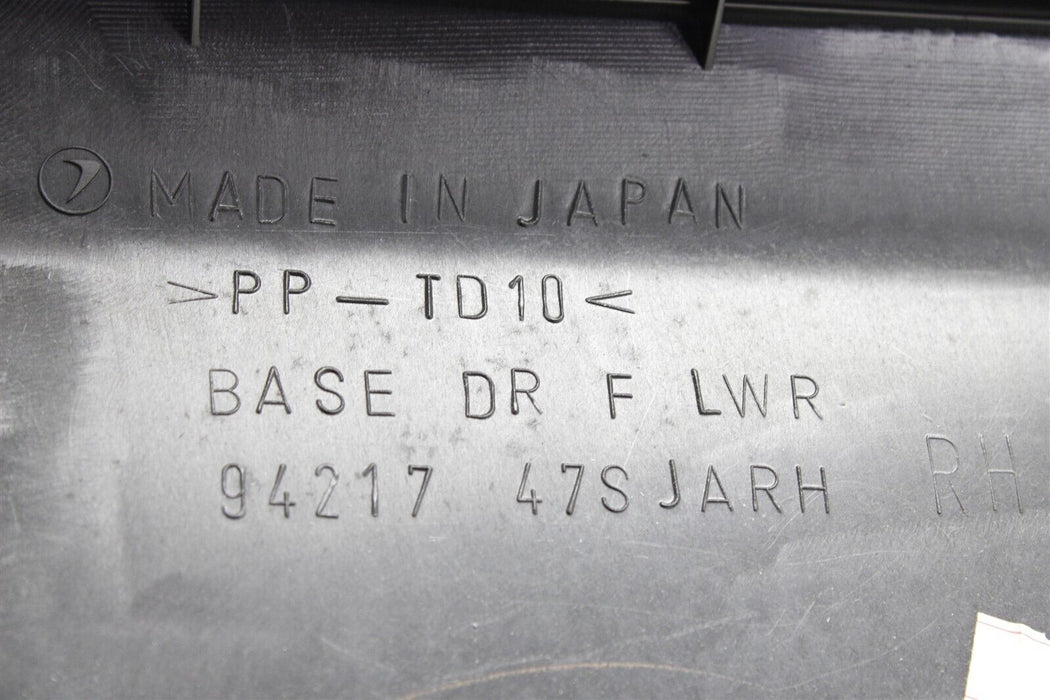 MADE IN JAPAN
>PP-TD10<
BASE DR F LWR
94217 47SJARH RH